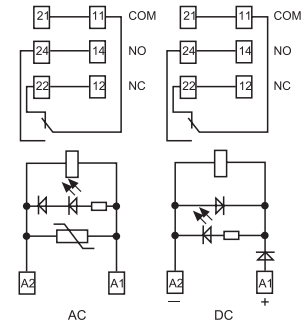 21 11 COM 21 11 COM
24 14 NO 24 14 NO
22 12 NC 22 12 NC
A2 A1 A2 A1
— +
AC DC